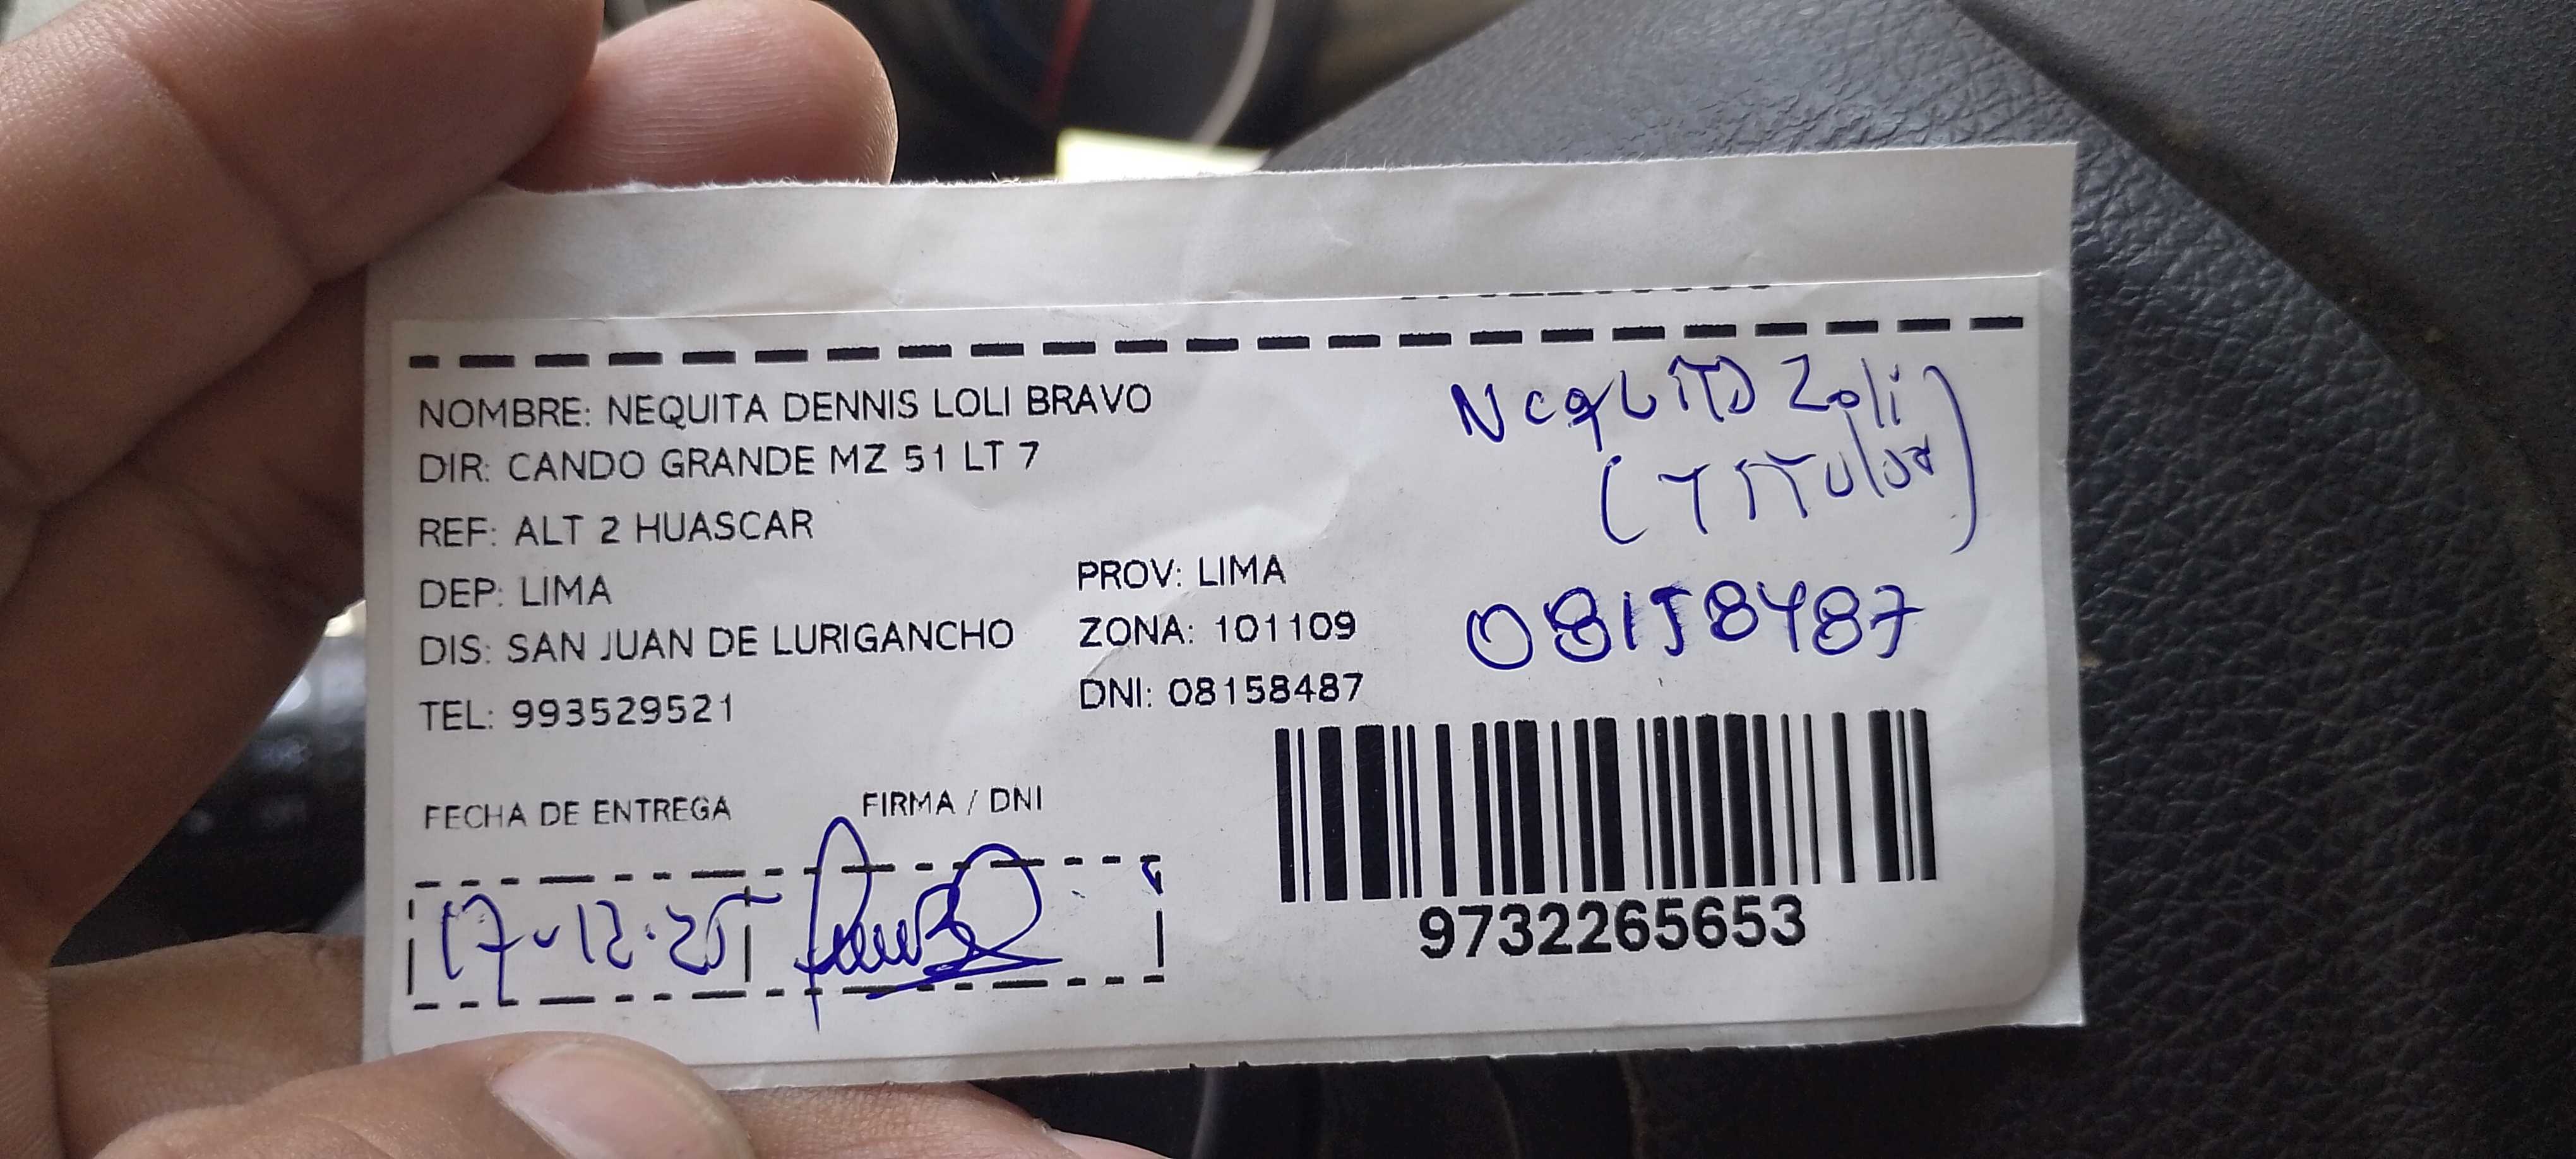 NOMBRE: NEQUITA DENNIS LOLI BRAVO
DIR: CANDO GRANDE MZ 51 LT 7
REF: ALT 2 HUASCAR
DEP: LIMA
PROV: LIMA
DIS: SAN JUAN DE LURIGANCHO
ZONA: 101109
TEL: 993529521
DNI: 08158487
Nequita Loli
(Titular)
08158487
FECHA DE ENTREGA
FIRMA / DNI
17-12-25
9732265653